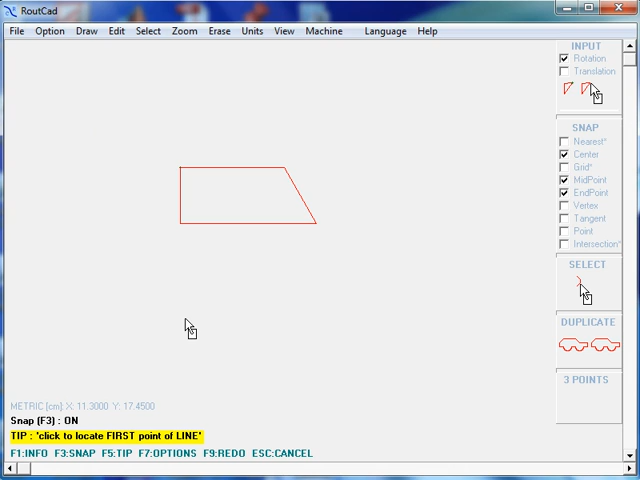 RoutCad
File Option Draw Edit Select Zoom Erase Units View Machine Language Help
INPUT
Rotation
Translation
SNAP
Nearest*
Center
Grid*
MidPoint
EndPoint
Vertex
Tangent
Point
Intersection*
SELECT
DUPLICATE
3 POINTS
METRIC [cm]: X: 11.3000 Y: 17.4500
Snap (F3) : ON
TIP : 'click to locate FIRST point of LINE'
F1:INFO F3:SNAP F5:TIP F7:OPTIONS F9:REDO ESC:CANCEL